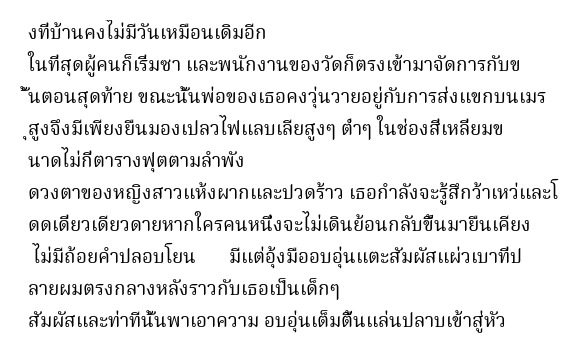 งที่บ้านคงไม่มีวันเหมือนเดิมอีก
ในที่สุดผู้คนก็เริ่มซา และพนักงานของวัดก็ตรงเข้ามาจัดการกับข
ั้นตอนสุดท้าย ขณะนั้นพ่อของเธอคงวุ่นวายอยู่กับการส่งแขกบนเมร
ุสูงจึงมีเพียงยืนมองเปลวไฟแลบเลียสูงๆ ต่ำๆ ในช่องสี่เหลี่ยมข
นาดไม่กี่ตารางฟุตตามลำพัง
ดวงตาของหญิงสาวแห้งผากและปวดร้าว เธอกำลังจะรู้สึกว้าเหว่และโ
ดดเดียวเดียวดายหากใครคนหนึ่งจะไม่เดินย้อนกลับขึ้นมายืนเคียง
ไม่มีถ้อยคำปลอบโยน มีแต่อุ้งมืออบอุ่นแตะสัมผัสแผ่วเบาที่ป
ลายผมตรงกลางหลังราวกับเธอเป็นเด็กๆ
สัมผัสและท่าทีนั้นพาเอาความ อบอุ่นเต็มตื้นแล่นปลาบเข้าสู่หัว